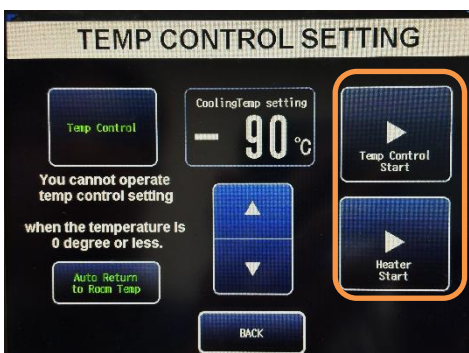 TEMP CONTROL SETTING
Temp Control
CoolingTemp setting
- 90 °C
Temp Control
Start
You cannot operate
temp control setting
when the temperature is
0 degree or less.
Auto Return
to Room Temp
Heater
Start
BACK